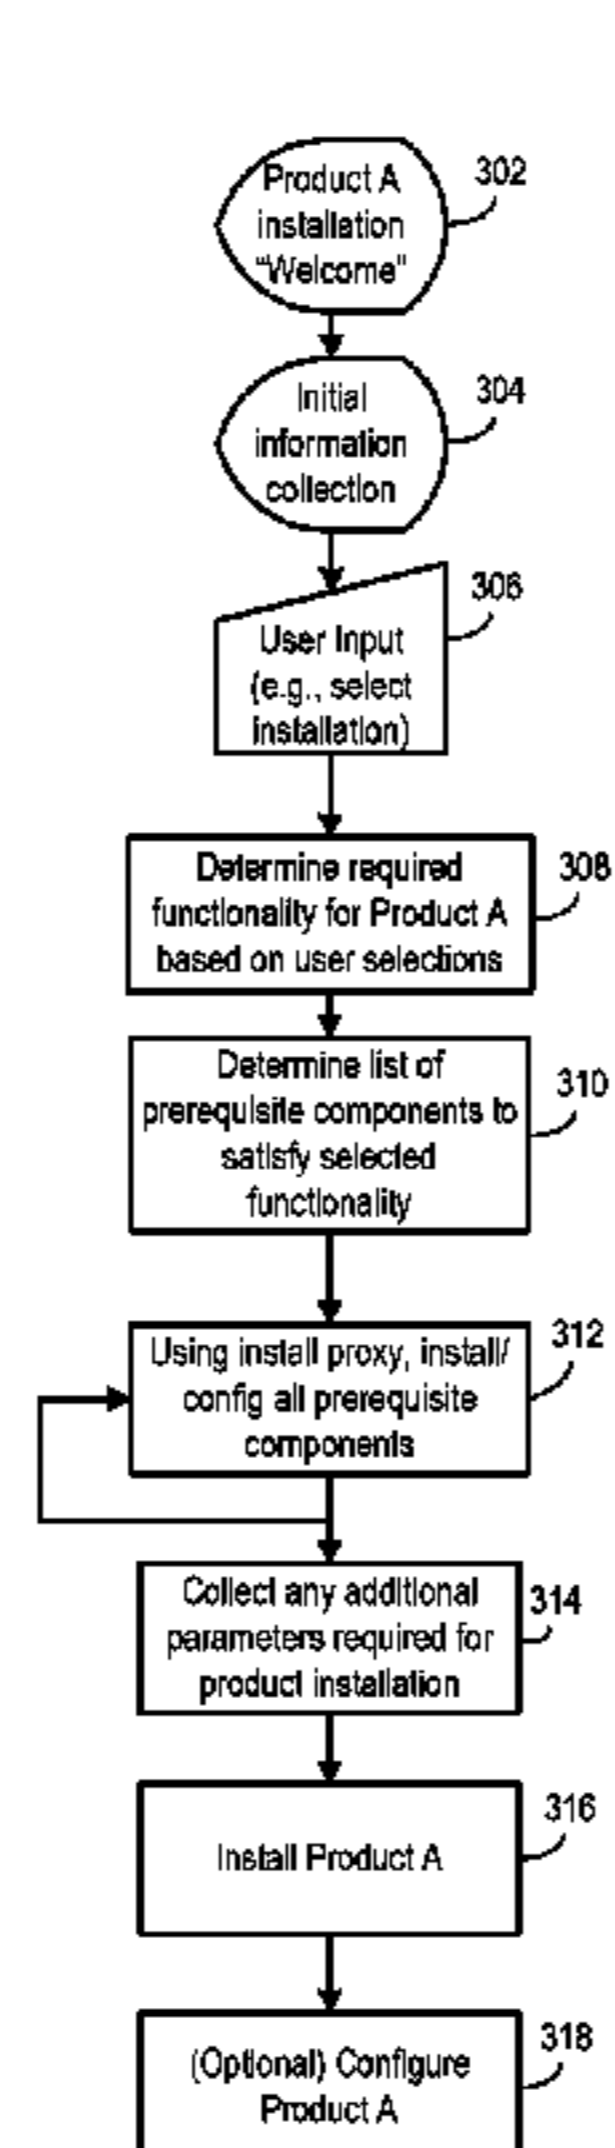 Product A
302
installation
"Welcome"
Initial
304
information
collection
306
User Input
(e.g., select
installation)
Determine required
308
functionality for Product A
based on user selections
Determine list of
310
prerequisite components to
satisfy selected
functionality
312
Using install proxy, install/
config all prerequisite
components
Collect any additional
314
parameters required for
product installation
316
Install Product A
318
(Optional) Configure
Product A